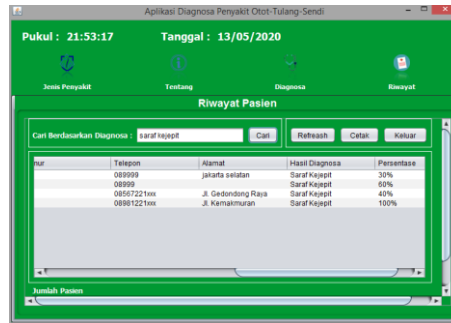 Aplikasi Diagnosa Penyakit Otot-Tulang-Sendi
Pukul : 21:53:17 Tanggal : 13/05/2020
Jenis Penyakit Tentang Diagnosa Riwayat
Riwayat Pasien
Cari Berdasarkan Diagnosa : saraf kejepit Cari Refreash Cetak Keluar
nur Telepon Alamat Hasil Diagnosa Persentase
089999 jakarta selatan Saraf Kejepit 30%
08999 Saraf Kejepit 60%
08567221xxx Jl. Gedondong Raya Saraf Kejepit 40%
08981221xxx Jl. Kemakmuran Saraf Kejepit 100%
Jumlah Pasien